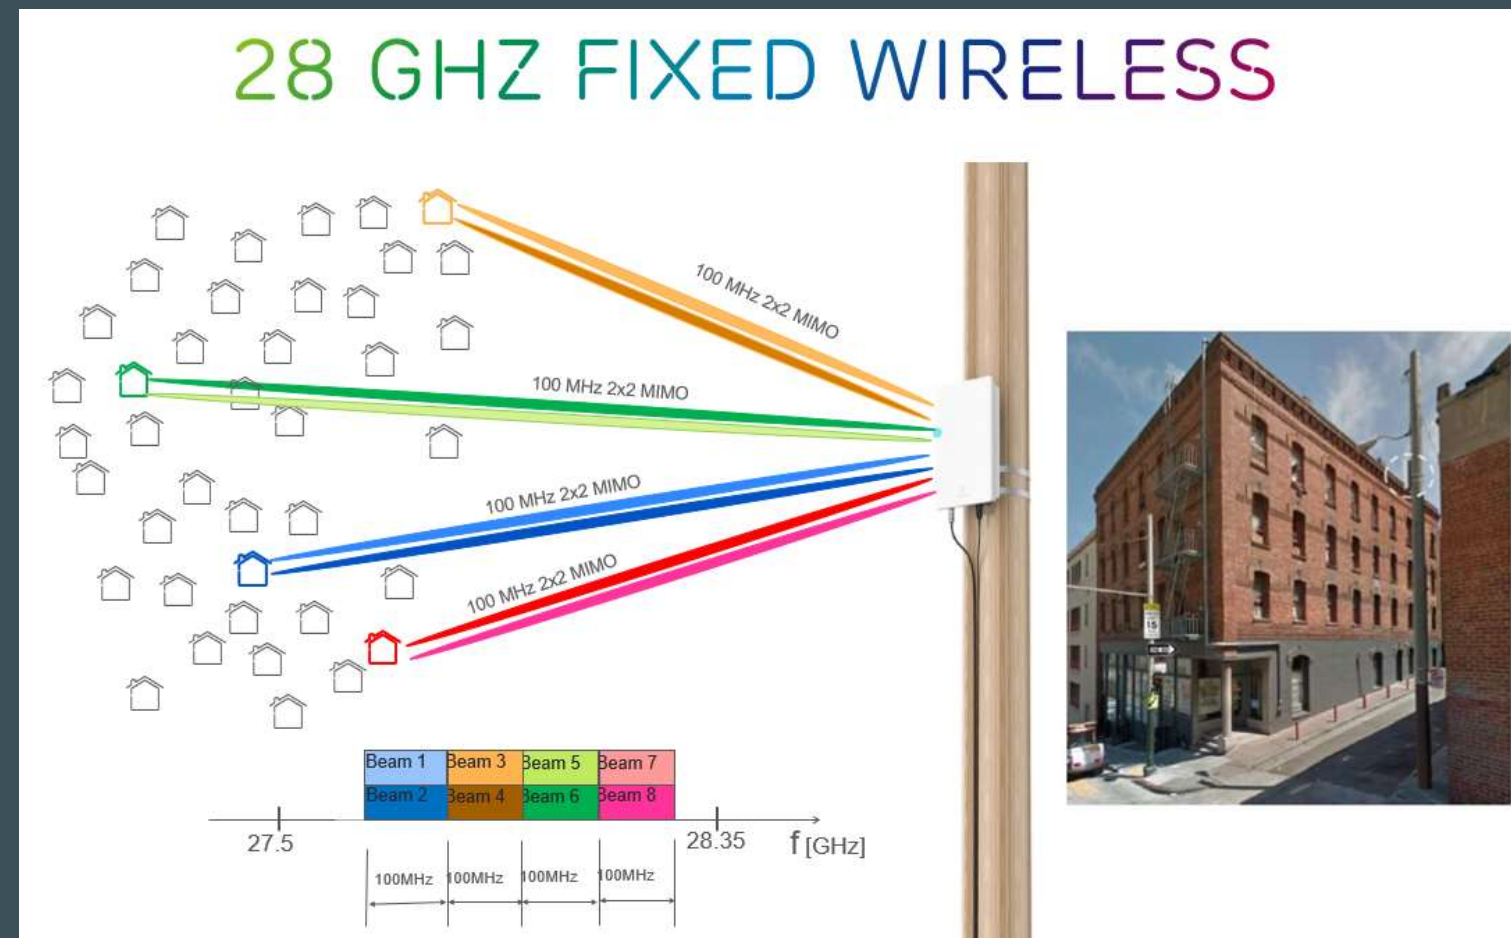 28 GHZ FIXED WIRELESS
100 MHz 2x2 MIMO
100 MHz 2x2 MIMO
100 MHz 2x2 MIMO
100 MHz 2x2 MIMO
Beam 1 Beam 3 Beam 5 Beam 7
Beam 2 Beam 4 Beam 6 Beam 8
27.5 28.35 f [GHz]
100MHz 100MHz 100MHz 100MHz
15